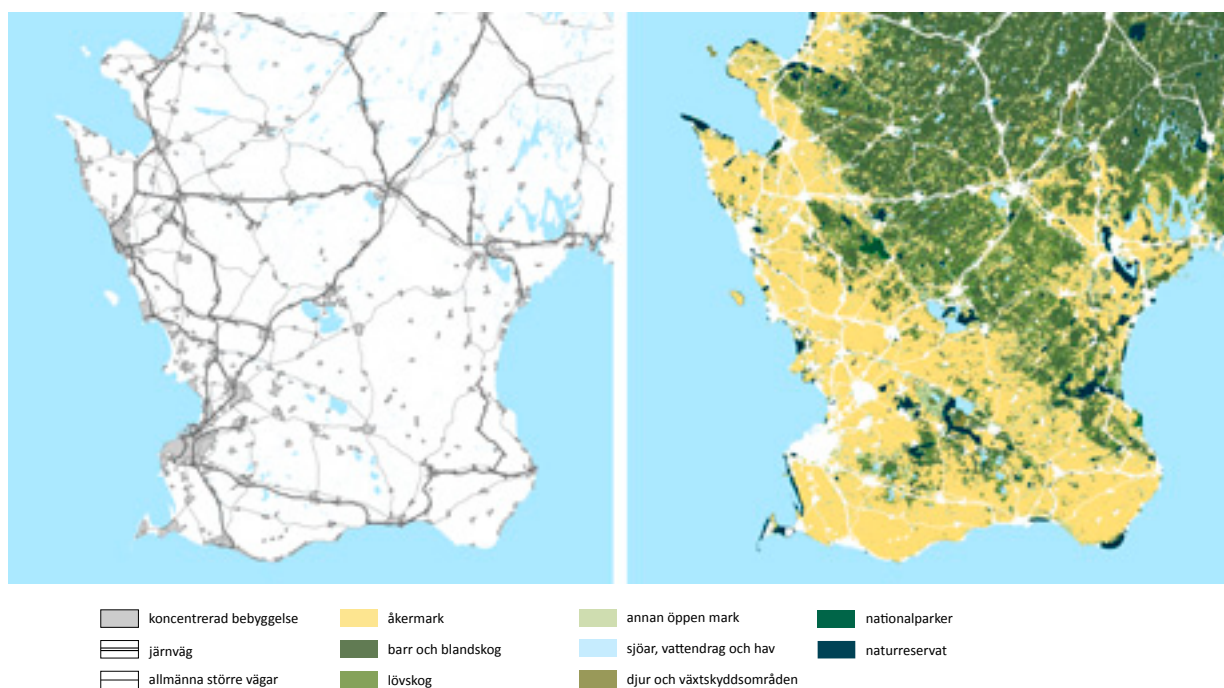 koncentrerad bebyggelse
järnväg
allmänna större vägar
åkermark
barr och blandskog
lövskog
annan öppen mark
sjöar, vattendrag och hav
djur och växtskyddsområden
nationalparker
naturreservat